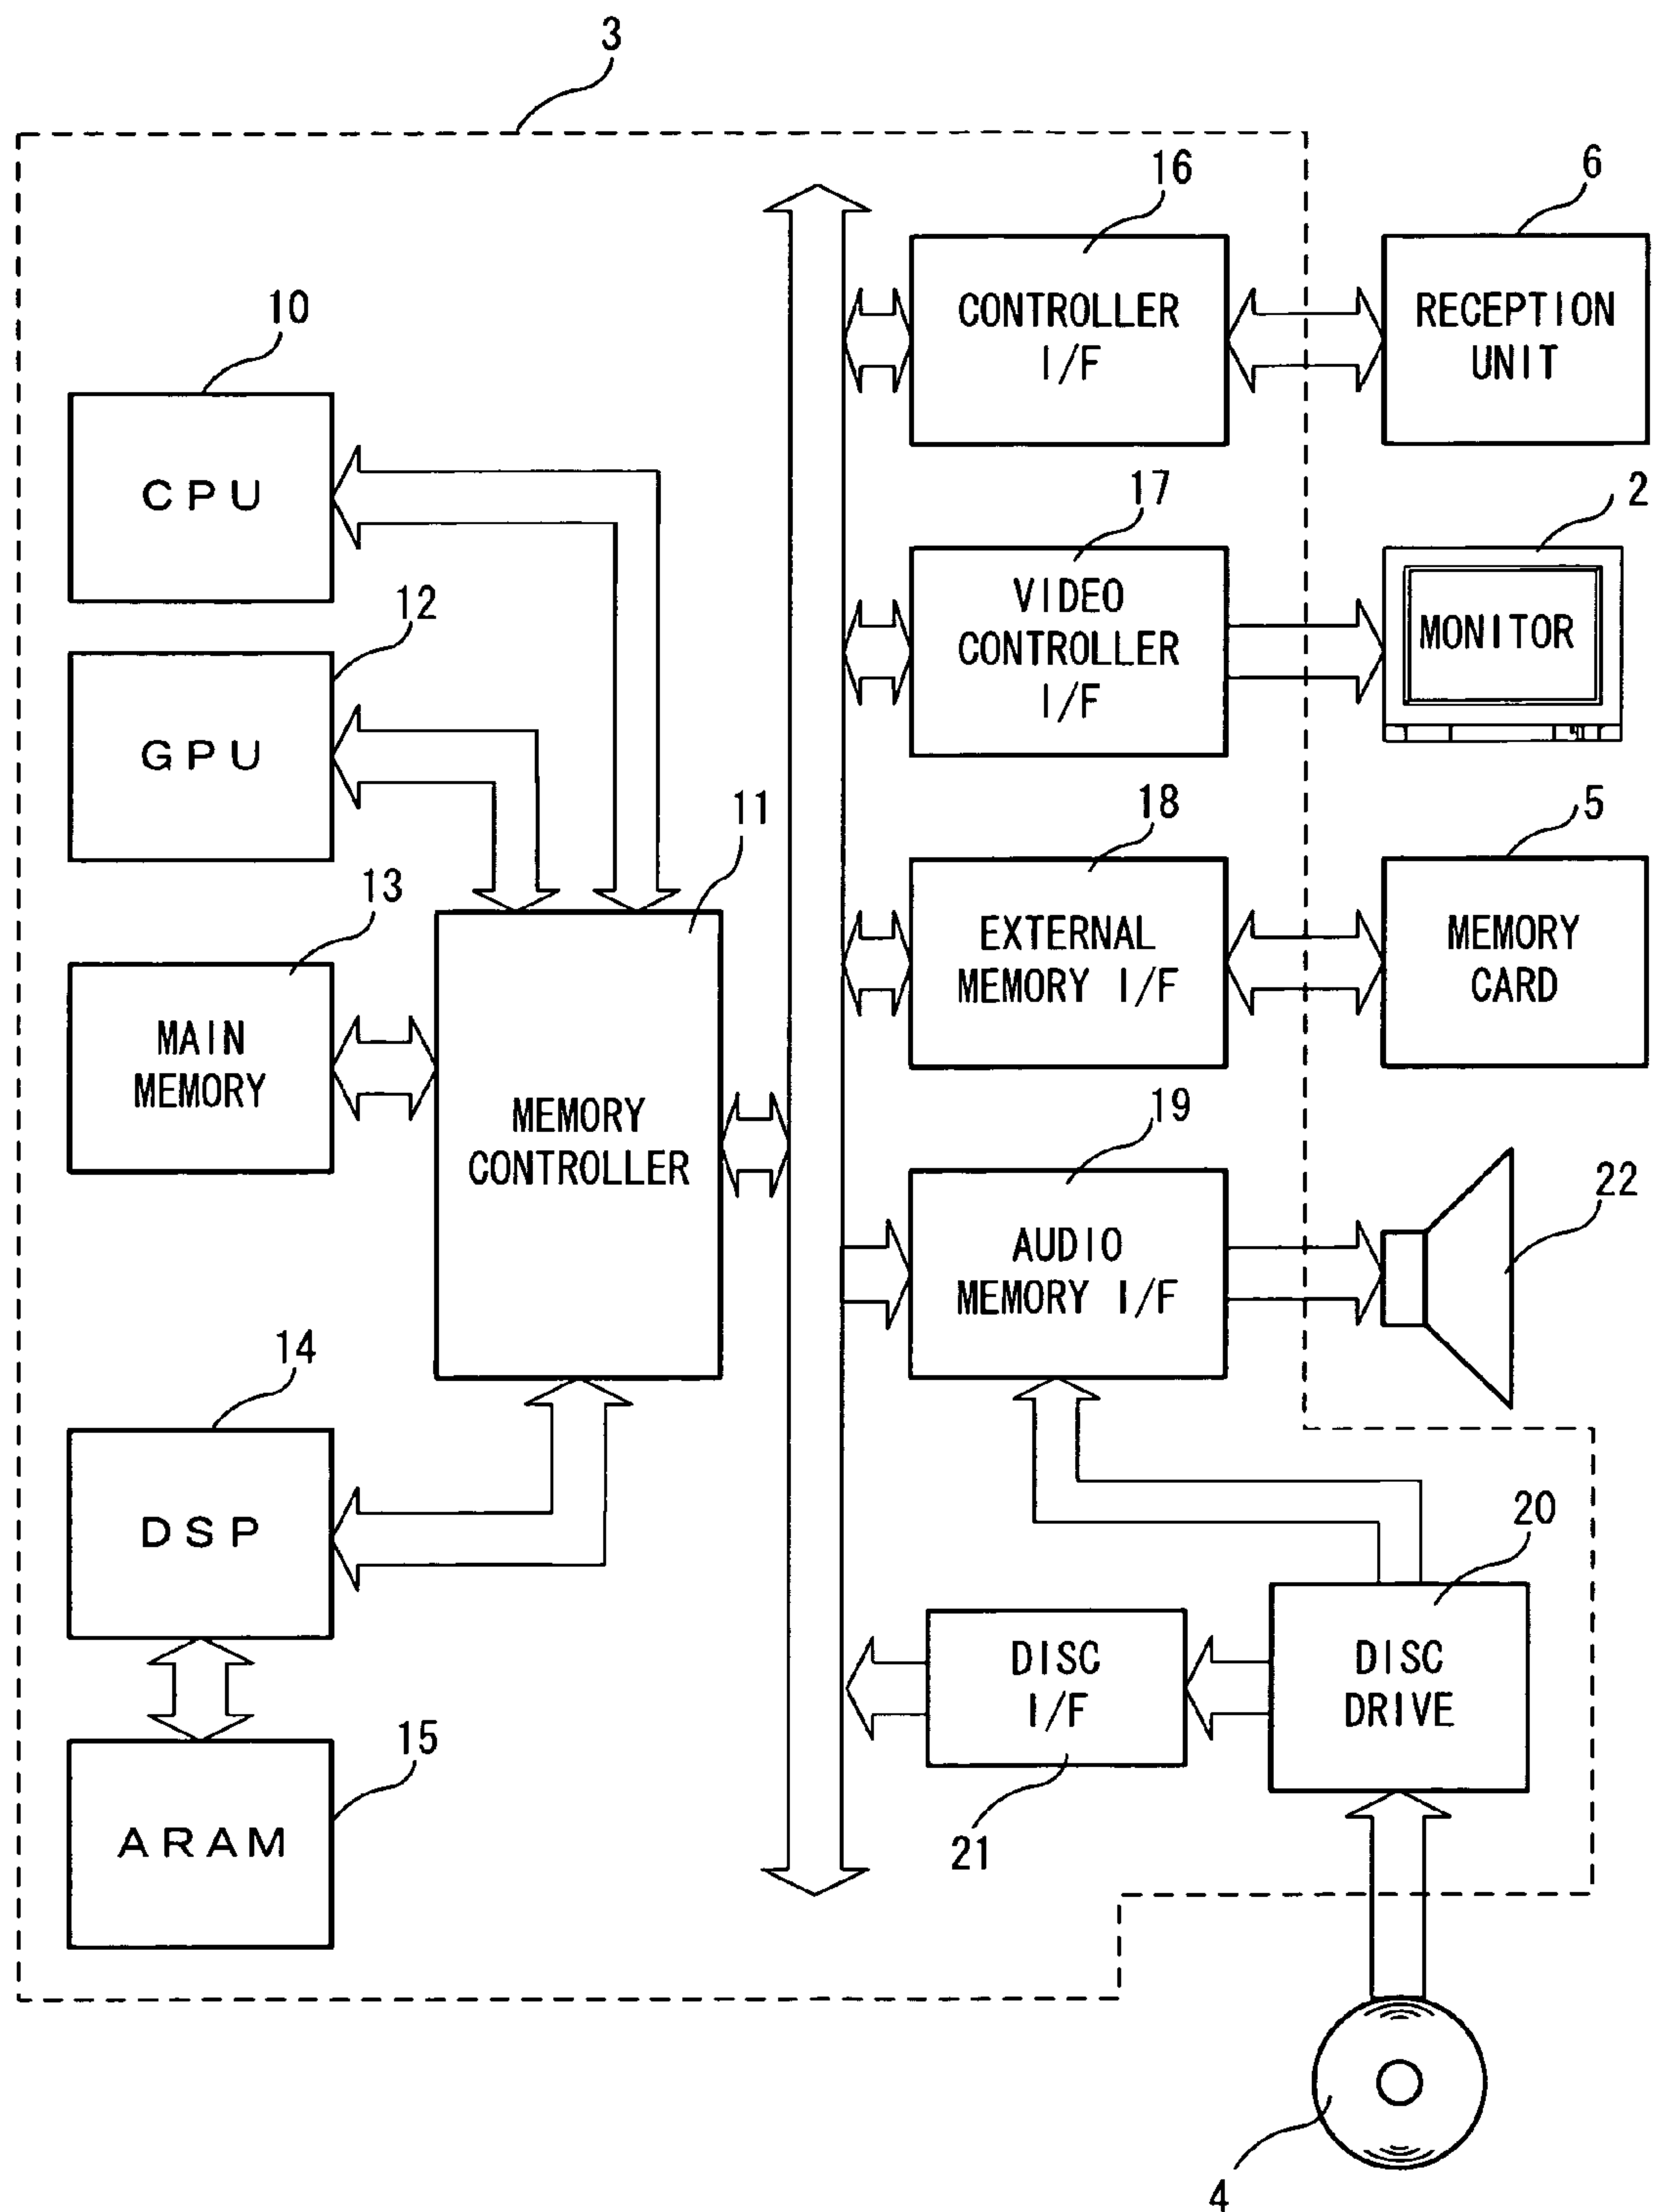 3
16
6
CONTROLLER
I/F
RECEPTION
UNIT
10
CPU
17
2
VIDEO
CONTROLLER
I/F
MONITOR
12
GPU
11
18
5
13
EXTERNAL
MEMORY I/F
MEMORY
CARD
MAIN
MEMORY
MEMORY
CONTROLLER
19
22
AUDIO
MEMORY I/F
14
DSP
20
DISC
I/F
DISC
DRIVE
15
21
ARAM
4